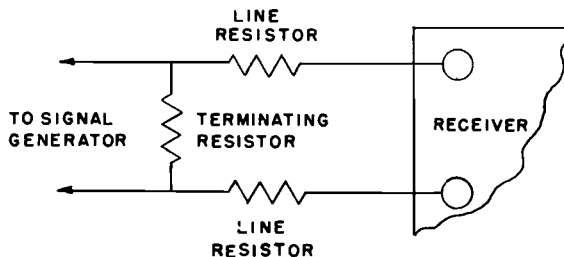 LINE
RESISTOR
TO SIGNAL
GENERATOR
TERMINATING
RESISTOR
RECEIVER
LINE
RESISTOR